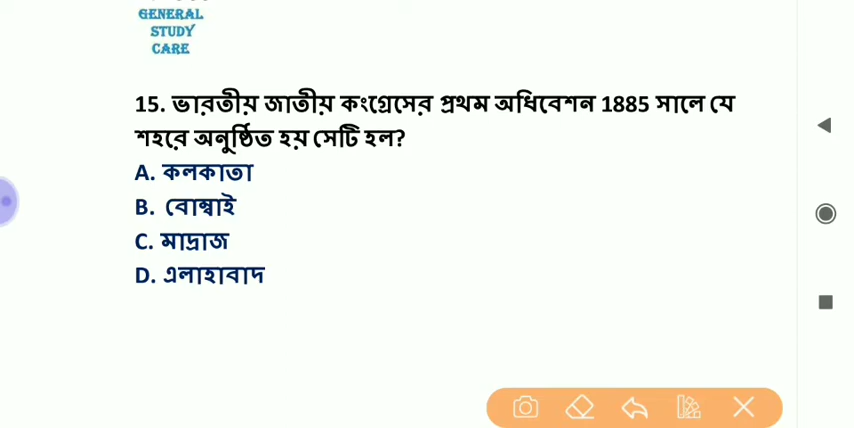 GENERAL
STUDY
CARE
15. ভারতীয় জাতীয় কংগ্রেসের প্রথম অধিবেশন 1885 সালে যে
শহরে অনুষ্ঠিত হয় সেটি হল?
A. কলকাতা
B. বোম্বাই
C. মাদ্রাজ
D. এলাহাবাদ